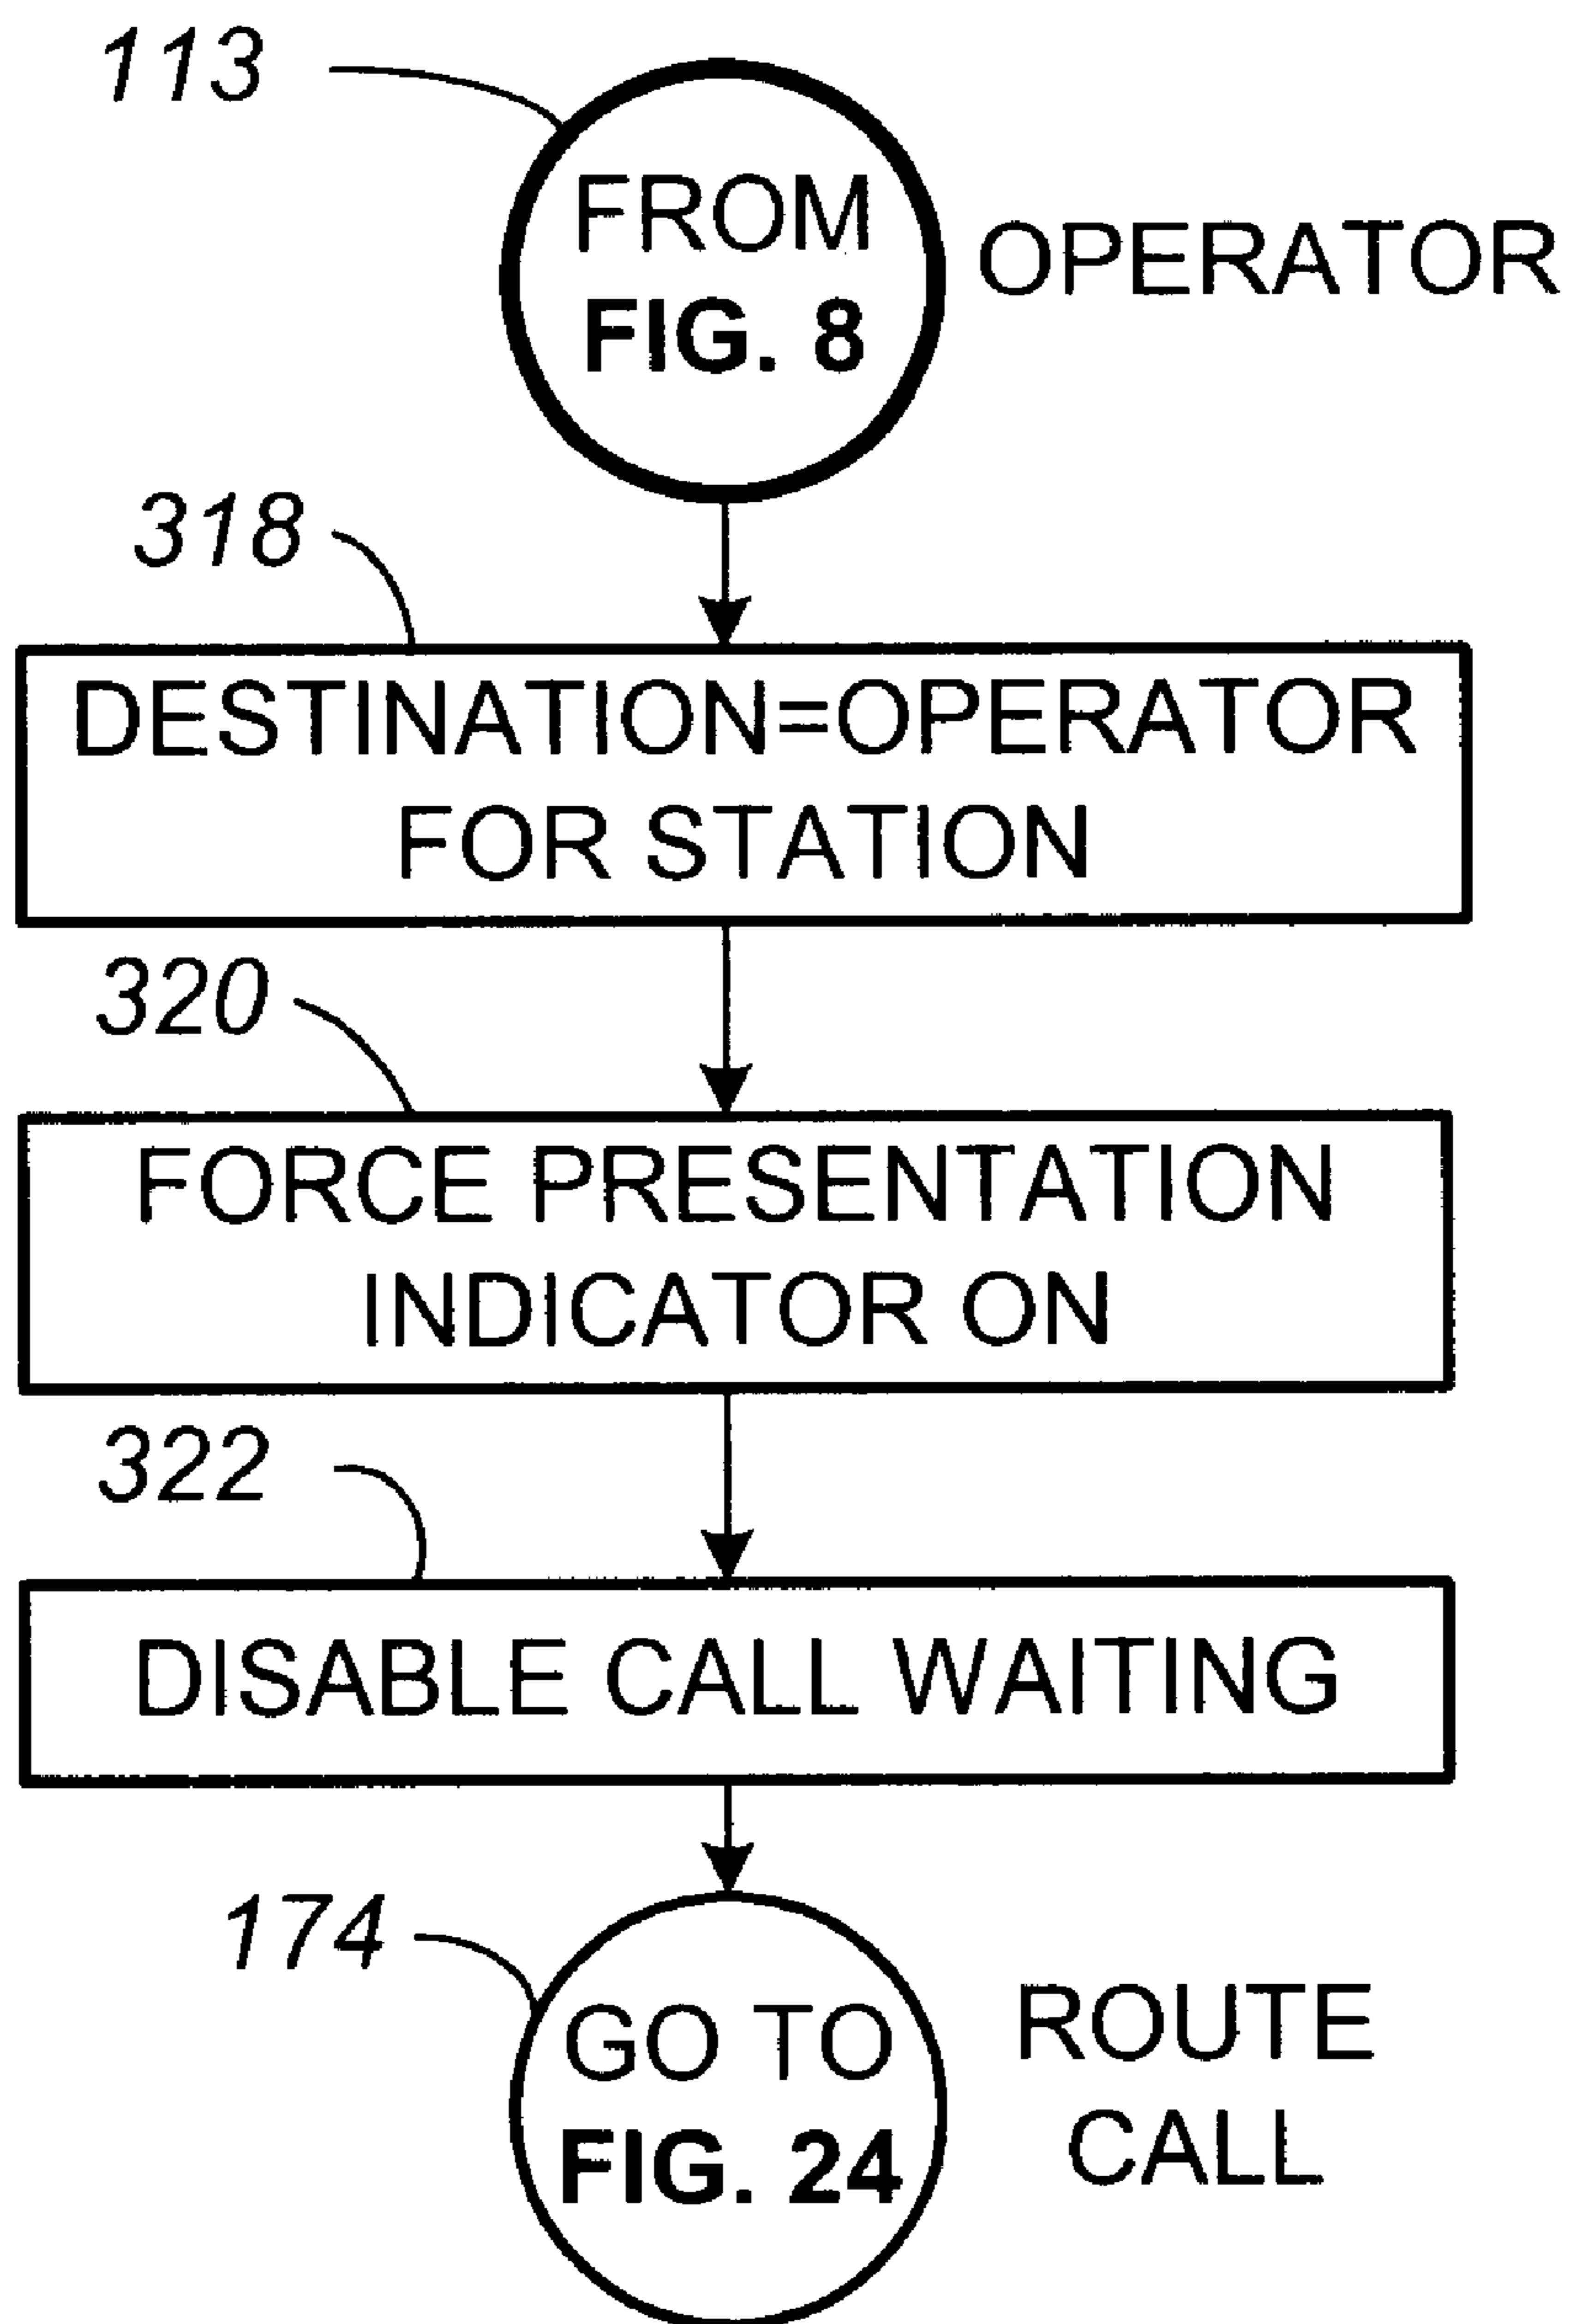 113
FROM
FIG. 8
OPERATOR
318
DESTINATION=OPERATOR
FOR STATION
320
FORCE PRESENTATION
INDICATOR ON
322
DISABLE CALL WAITING
174
GO TO
FIG. 24
ROUTE
CALL